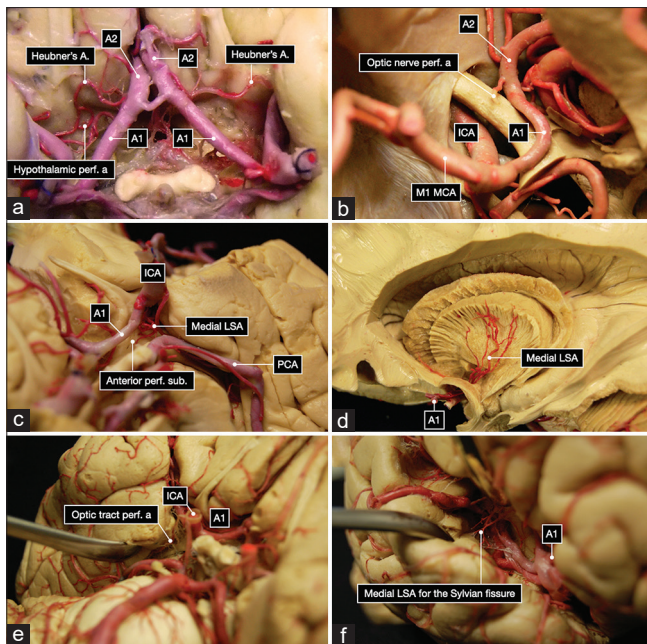 A2
A2
Heubner's A.
Heubner's A.
A1
A1
Hypothalamic perf. a
a
A2
Optic nerve perf. a
ICA
A1
M1 MCA
b
ICA
A1
Medial LSA
Anterior perf. sub.
PCA
c
Medial LSA
A1
d
ICA
Optic tract perf. a
A1
e
A1
Medial LSA for the Sylvian fissure
f